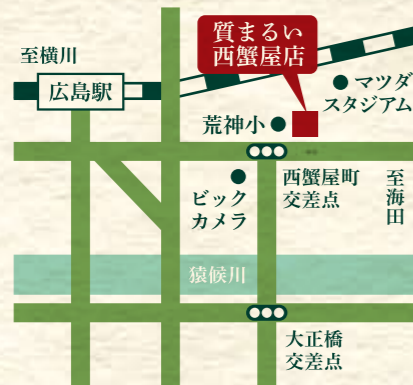 質まるい
西蟹屋店
至横川
広島駅
マツダ
スタジアム
荒神小
西蟹屋町
交差点
至海田
ビック
カメラ
猿候川
大正橋
交差点